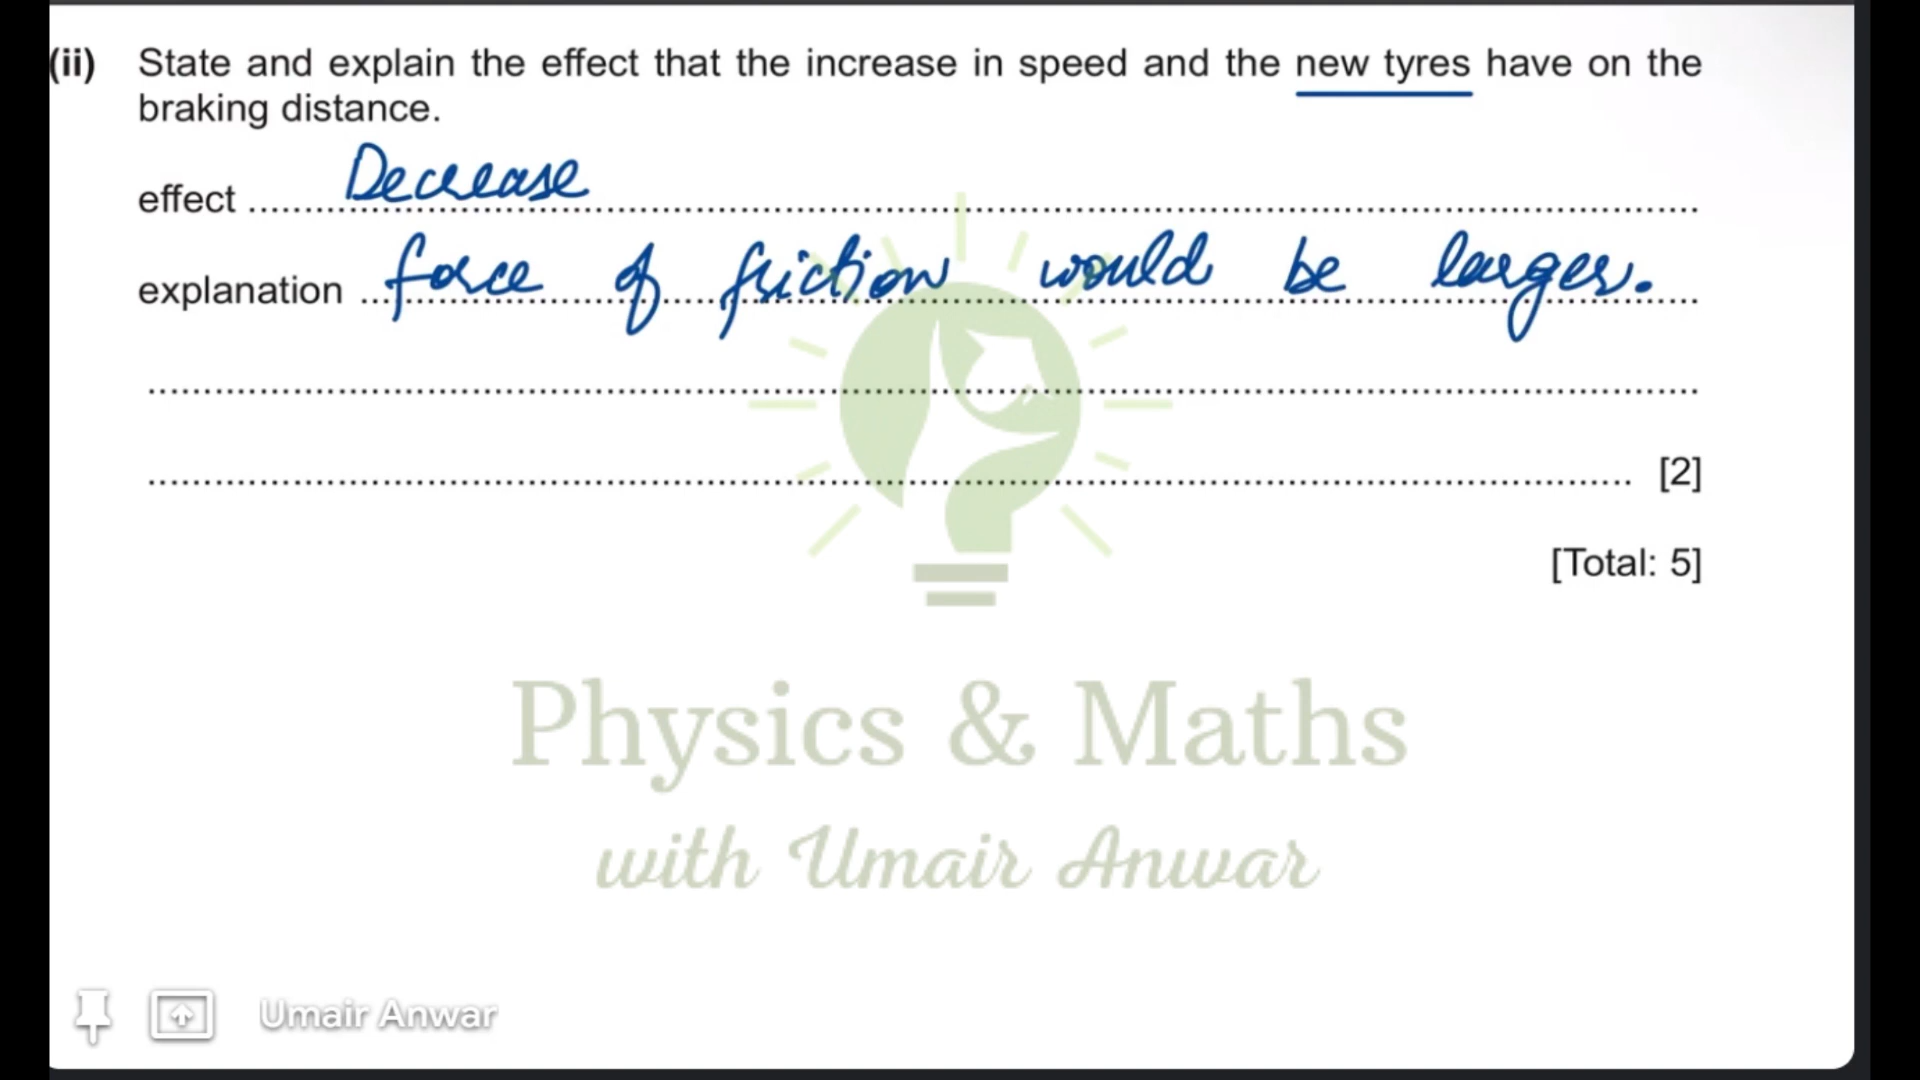 (ii) State and explain the effect that the increase in speed and the new tyres have on the
braking distance.
effect ........ Decrease ........
explanation ... force of friction would be larger. ...
........
........ [2]
[Total: 5]
Physics & Maths
with Umair Anwar
Umair Anwar